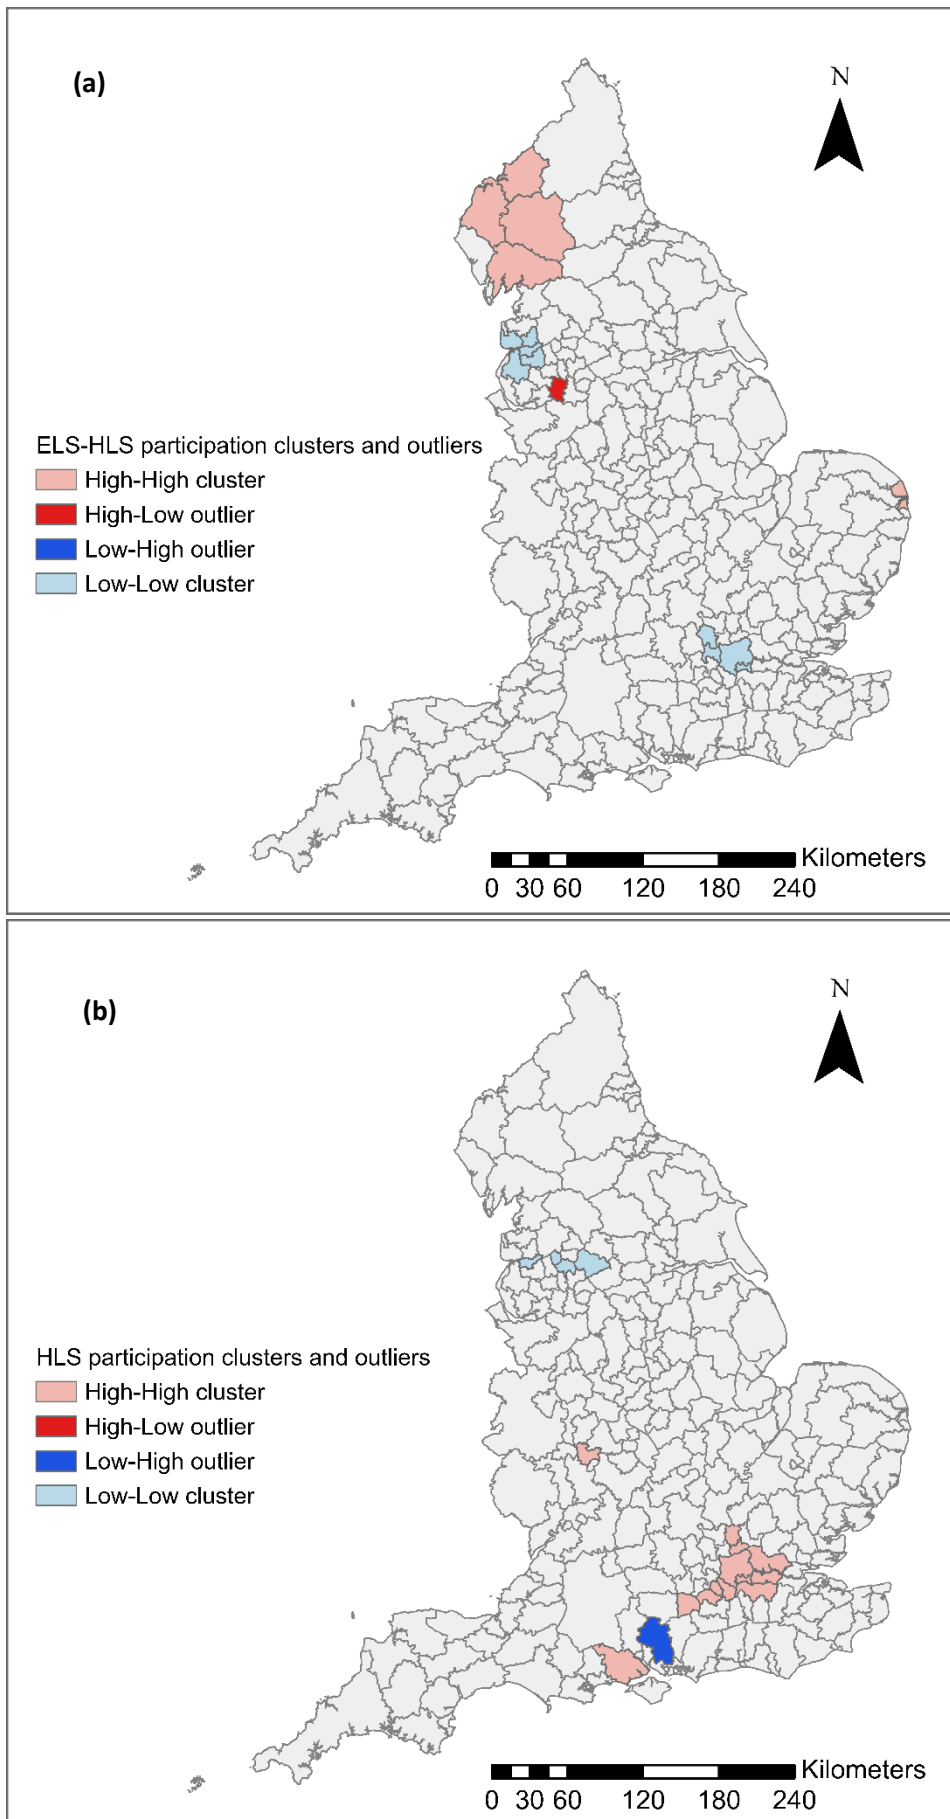 (a)
N
ELS-HLS participation clusters and outliers
High-High cluster
High-Low outlier
Low-High outlier
Low-Low cluster
Kilometers
0 30 60 120 180 240
(b)
N
HLS participation clusters and outliers
High-High cluster
High-Low outlier
Low-High outlier
Low-Low cluster
Kilometers
0 30 60 120 180 240